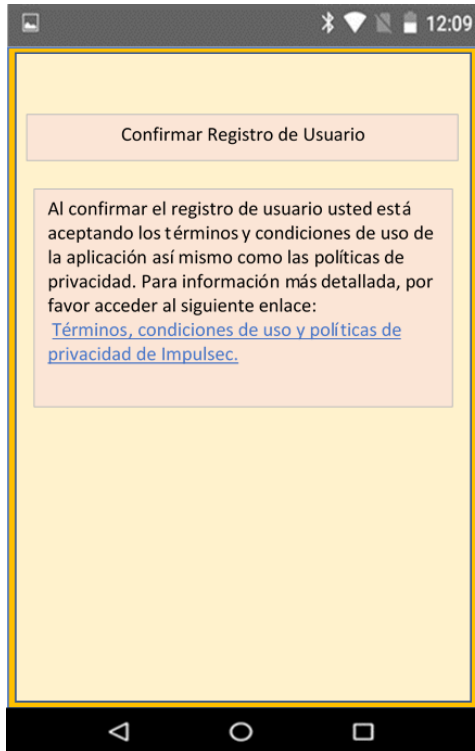 12:09
Confirmar Registro de Usuario
Al confirmar el registro de usuario usted está
aceptando los términos y condiciones de uso de
la aplicación así mismo como las políticas de
privacidad. Para información más detallada, por
favor acceder al siguiente enlace:
Términos, condiciones de uso y políticas de
privacidad de Impulsec.